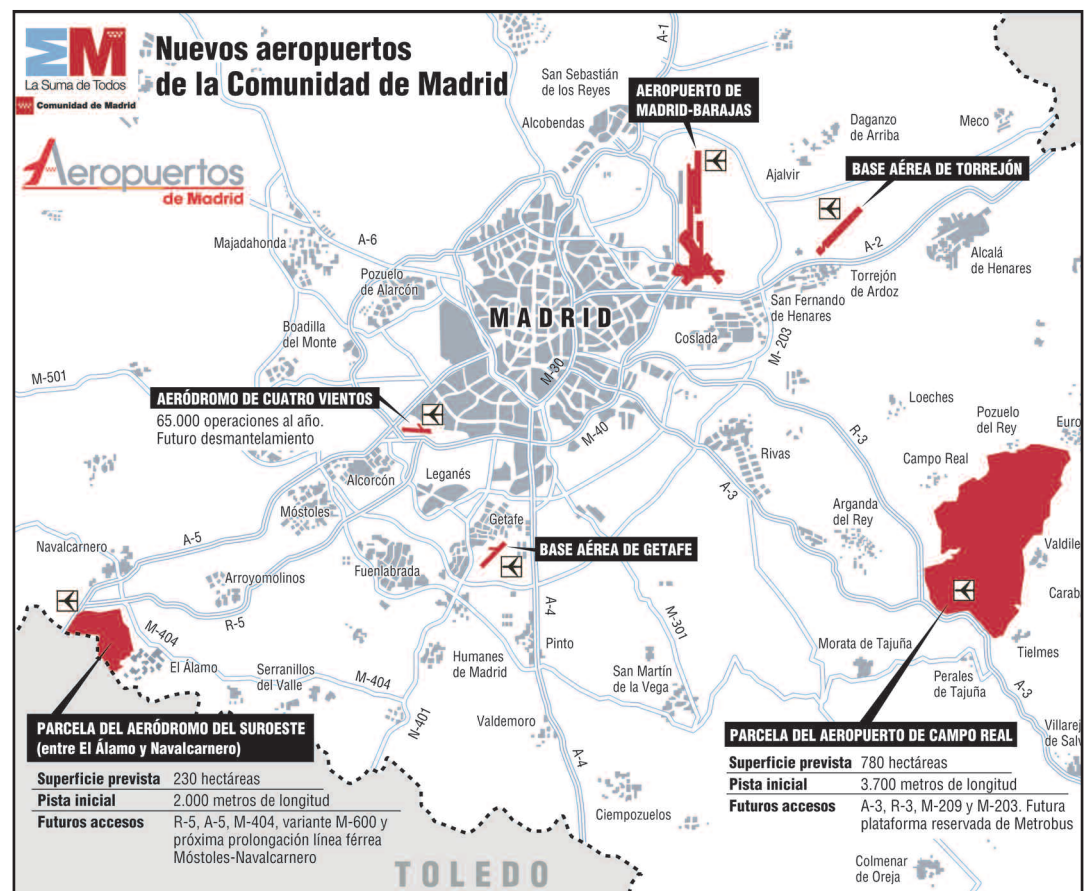 EM
La Suma de Todos
Comunidad de Madrid
Nuevos aeropuertos
de la Comunidad de Madrid
Aeropuertos
de Madrid
A-1
San Sebastián
de los Reyes
Alcobendas
AEROPUERTO DE
MADRID-BARAJAS
Daganzo
de Arriba
Meco
Ajalvir
BASE AÉREA DE TORREJÓN
Majadahonda
A-6
Pozuelo
de Alarcón
A-2
Alcalá
de Henares
Torrejón
de Ardoz
San Fernando
de Henares
MADRID
Boadilla
del Monte
Coslada
M-203
M-30
M-501
AERÓDROMO DE CUATRO VIENTOS
65.000 operaciones al año.
Futuro desmantelamiento
Loeches
Pozuelo
del Rey
Euro
M-40
R-3
Rivas
Campo Real
Alcorcón
Leganés
A-3
Móstoles
Getafe
Arganda
del Rey
A-5
Navalcarnero
BASE AÉREA DE GETAFE
Valdile
Arroyomolinos
Fuenlabrada
Carab
R-5
A-4
M-301
M-404
El Álamo
Serranillos
del Valle
M-404
Humanes
de Madrid
Pinto
San Martín
de la Vega
Morata de Tajuña
Tielmes
Perales
de Tajuña
A-3
N-401
Valdemoro
A-4
Villarej
de Salv
PARCELA DEL AERÓDROMO DEL SUROESTE
(entre El Álamo y Navalcarnero)
Superficie prevista 230 hectáreas
Pista inicial 2.000 metros de longitud
Futuros accesos R-5, A-5, M-404, variante M-600 y
próxima prolongación línea férrea
Móstoles-Navalcarnero
PARCELA DEL AEROPUERTO DE CAMPO REAL
Superficie prevista 780 hectáreas
Pista inicial 3.700 metros de longitud
Futuros accesos A-3, R-3, M-209 y M-203. Futura
plataforma reservada de Metrobus
Ciempozuelos
TOLEDO
Colmenar
de Oreja